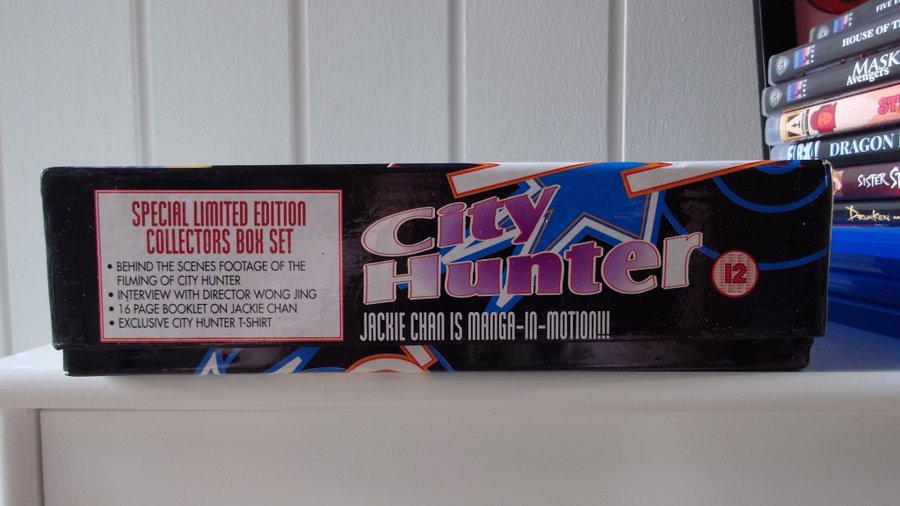 SPECIAL LIMITED EDITION
COLLECTORS BOX SET
• BEHIND THE SCENES FOOTAGE OF THE
FILMING OF CITY HUNTER
• INTERVIEW WITH DIRECTOR WONG JING
• 16 PAGE BOOKLET ON JACKIE CHAN
• EXCLUSIVE CITY HUNTER T-SHIRT
City
Hunter
12
JACKIE CHAN IS MANGA-IN-MOTION!!!
FIVE
HOUSE OF
MASK
Avengers
DRAGON
SISTER
DRUNKEN